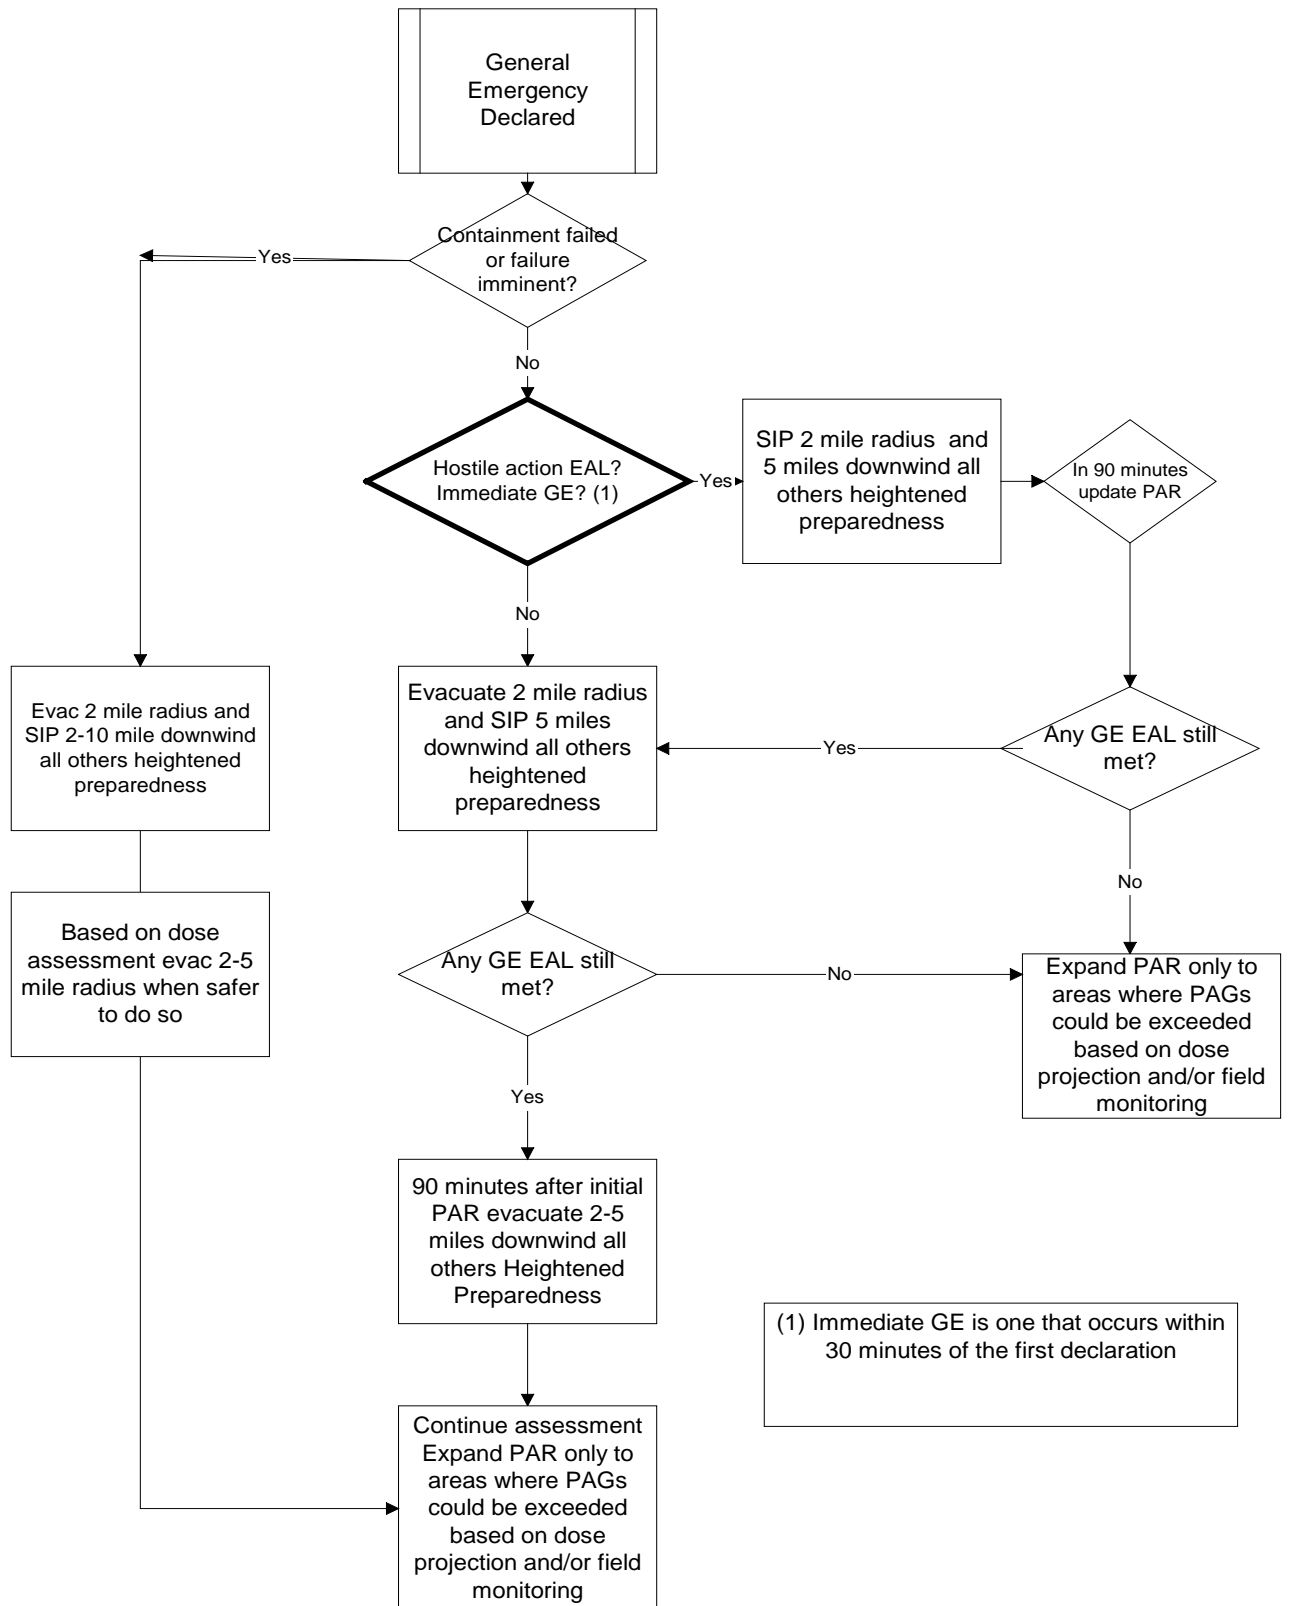 General
Emergency
Declared
Containment failed
or failure
imminent?
Yes
No
Hostile action EAL?
Immediate GE? (1)
Yes
SIP 2 mile radius and
5 miles downwind all
others heightened
preparedness
In 90 minutes
update PAR
No
Evac 2 mile radius and
SIP 2-10 mile downwind
all others heightened
preparedness
Evacuate 2 mile radius
and SIP 5 miles
downwind all others
heightened
preparedness
Yes
Any GE EAL still
met?
No
Based on dose
assessment evac 2-5
mile radius when safer
to do so
Any GE EAL still
met?
No
Expand PAR only to
areas where PAGs
could be exceeded
based on dose
projection and/or field
monitoring
Yes
90 minutes after initial
PAR evacuate 2-5
miles downwind all
others Heightened
Preparedness
(1) Immediate GE is one that occurs within
30 minutes of the first declaration
Continue assessment
Expand PAR only to
areas where PAGs
could be exceeded
based on dose
projection and/or field
monitoring